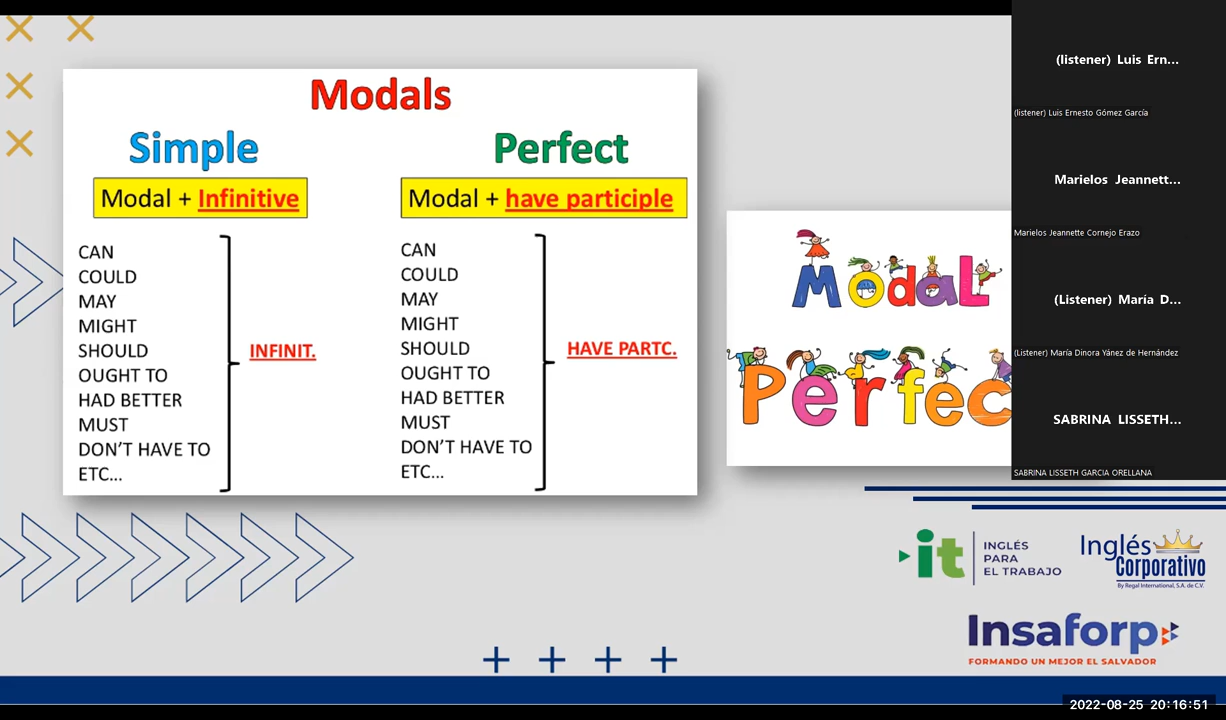 Modals
Simple
Modal + Infinitive
CAN
COULD
MAY
MIGHT
SHOULD
OUGHT TO
HAD BETTER
MUST
DON'T HAVE TO
ETC...
INFINIT.
Perfect
Modal + have participle
CAN
COULD
MAY
MIGHT
SHOULD
OUGHT TO
HAD BETTER
MUST
DON'T HAVE TO
ETC...
HAVE PARTC.
Modal
Perfec
(listener) Luis Ern...
(listener) Luis Ernesto Gómez García
Marielos Jeannett...
Marielos Jeannette Cornejo Erazo
(Listener) María D...
(Listener) María Dinora Yánez de Hernández
SABRINA LISSETH...
SABRINA LISSETH GARCIA ORELLANA
it
INGLÉS
PARA
EL TRABAJO
Inglés
Corporativo
By Regal International, S.A. de C.V.
Insaforp
FORMANDO UN MEJOR EL SALVADOR
2022-08-25 20:16:51